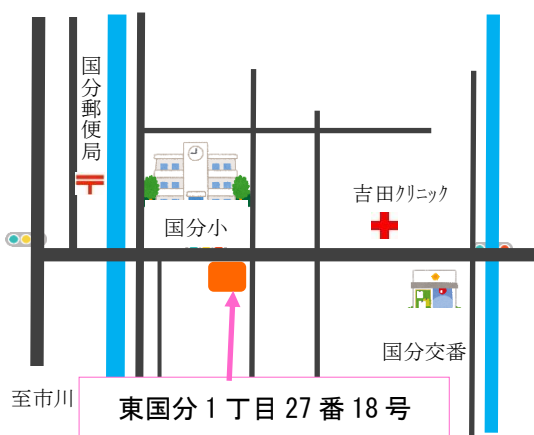 国分郵便局
吉田クリニック
国分小
国分交番
至市川
東国分1丁目27番18号